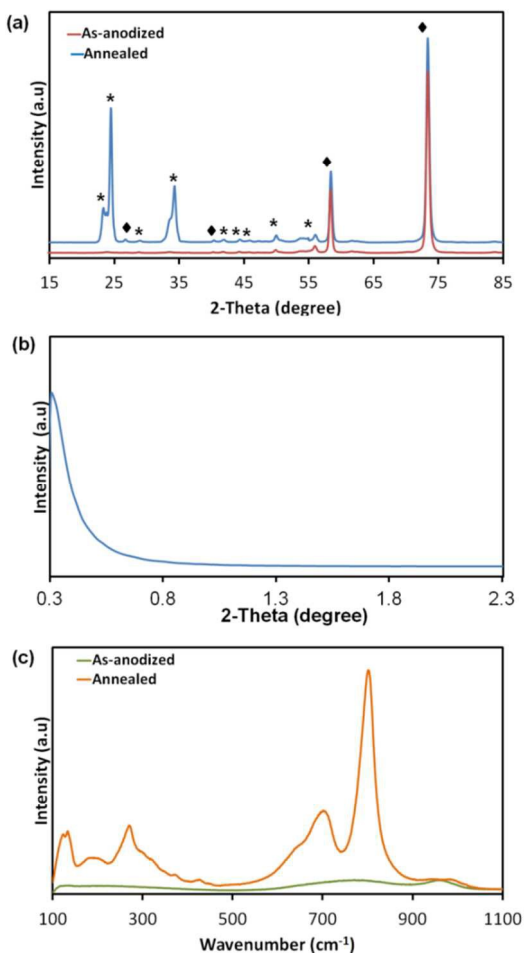 (a)
As-anodized
Annealed
Intensity (a.u)
* * ♦ * * ♦ * * * * * ♦ ♦
15 25 35 45 55 65 75 85
2-Theta (degree)
(b)
Intensity (a.u)
0.3 0.8 1.3 1.8 2.3
2-Theta (degree)
(c)
As-anodized
Annealed
Intensity (a.u)
100 300 500 700 900 1100
Wavenumber (cm-1)